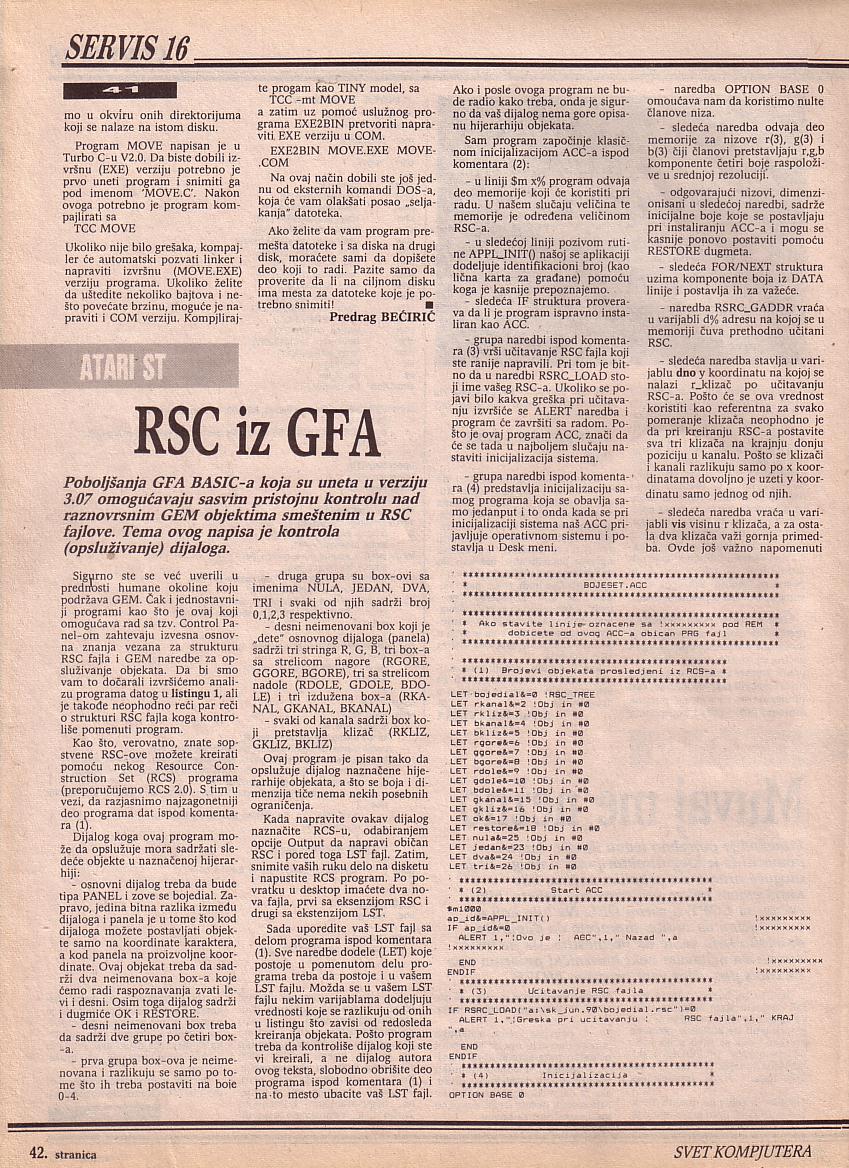 SERVIS 16
41
mo u okviru onih direktorijuma
koji se nalaze na istom disku.
Program MOVE napisan je u
Turbo C-u V2.0. Da biste dobili iz-
vršnu (EXE) verziju potrebno je
prvo uneti program i snimiti ga
pod imenom 'MOVE.C'. Nakon
ovoga potrebno je program kom-
pajlirati sa
TCC MOVE
Ukoliko nije bilo grešaka, kompaj-
ler će automatski pozvati linker i
napraviti izvršnu (MOVE.EXE)
verziju programa. Ukoliko želite
da uštedite nekoliko bajtova i ne-
što povećate brzinu, moguće je na-
praviti i COM verziju. Kompjliraj-
te progam kao TINY model, sa
TCC -mt MOVE
a zatim uz pomoć uslužnog pro-
grama EXE2BIN pretvoriti napra-
viti EXE verziju u COM.
EXE2BIN MOVE.EXE MOVE-
.COM
Na ovaj način dobili ste još jed-
nu od eksternih komandi DOS-a,
koja će vam olakšati posao „selja-
kanja" datoteka.
Ako želite da vam program pre-
mešta datoteke i sa diska na drugi
disk, moraćete sami da dopišete
deo koji to radi. Pazite samo da
proverite da li na ciljnom disku
ima mesta za datoteke koje je po-
trebno snimiti! ■
Predrag BEĆIRIĆ
ATARI ST
RSC iz GFA
Poboljšanja GFA BASIC-a koja su uneta u verziju
3.07 omogućavaju sasvim pristojnu kontrolu nad
raznovrsnim GEM objektima smeštenim u RSC
fajlove. Tema ovog napisa je kontrola
(opsluživanje) dijaloga.
Sigurno ste se već uverili u
prednosti humane okoline koju
podržava GEM. Čak i jednostavni-
ji programi kao što je ovaj koji
omogućava rad sa tzv. Control Pa-
nel-om zahtevaju izvesna osnov-
na znanja vezana za strukturu
RSC fajla i GEM naredbe za op-
služivanje objekata. Da bi smo
vam to dočarali izvršićemo anali-
zu programa datog u listingu 1, ali
je takođe neophodno reći par reči
o strukturi RSC fajla koga kontro-
liše pomenuti program.
Kao što, verovatno, znate sop-
stvene RSC-ove možete kreirati
pomoću nekog Resource Con-
struction Set (RCS) programa
(preporučujemo RCS 2.0). S tim u
vezi, da razjasnimo najzagonetniji
deo programa dat ispod komenta-
ra (1).
Dijalog koga ovaj program mo-
že da opslužuje mora sadržati sle-
deće objekte u naznačenoj hijerar-
hiji:
- osnovni dijalog treba da bude
tipa PANEL i zove se bojedial. Za-
pravo, jedina bitna razlika između
dijaloga i panela je u tome što kod
dijaloga možete postavljati objek-
te samo na koordinate karaktera,
a kod panela na proizvoljne koor-
dinate. Ovaj objekat treba da sad-
rži dva neimenovana box-a koje
ćemo radi raspoznavanja zvati le-
vi i desni. Osim toga dijalog sadrži
i dugmiće OK i RESTORE.
- desni neimenovani box treba
da sadrži dve grupe po četiri box-
-a.
- prva grupa box-ova je neime-
novana i razlikuju se samo po to-
me što ih treba postaviti na boje
0-4.
- druga grupa su box-ovi sa
imenima NULA, JEDAN, DVA,
TRI i svaki od njih sadrži broj
0,1,2,3 respektivno.
- desni neimenovani box koji je
„dete" osnovnog dijaloga (panela)
sadrži tri stringa R, G, B, tri box-a
sa strelicom nagore (RGORE,
GGORE, BGORE), tri sa strelicom
nadole (RDOLE, GDOLE, BDO-
LE) i tri izdužena box-a (RKA-
NAL, GKANAL, BKANAL)
- svaki od kanala sadrži box ko-
ji pretstavlja klizač (RKLIZ,
GKLIZ, BKLIZ)
Ovaj program je pisan tako da
opslužuje dijalog naznačene hije-
rarhije objekata, a što se boja i di-
menzija tiče nema nekih posebnih
ograničenja.
Kada napravite ovakav dijalog
naznačite RCS-u, odabiranjem
opcije Output da napravi običan
RSC i pored toga LST fajl. Zatim,
snimite vaših ruku delo na disketu
i napustite RCS program. Po po-
vratku u desktop imaćete dva no-
va fajla, prvi sa eksenzijom RSC i
drugi sa ekstenzijom LST.
Sada uporedite vaš LST fajl sa
delom programa ispod komentara
(1). Sve naredbe dodele (LET) koje
postoje u pomenutom delu pro-
grama treba da postoje i u vašem
LST fajlu. Možda se u vašem LST
fajlu nekim varijablama dodeljuju
vrednosti koje se razlikuju od onih
u listingu što zavisi od redosleda
kreiranja objekata. Pošto program
treba da kontroliše dijalog koji ste
vi kreirali, a ne dijalog autora
ovog teksta, slobodno obrišite deo
programa ispod komentara (1) i
na to mesto ubacite vaš LST fajl.
Ako i posle ovoga program ne bu-
de radio kako treba, onda je sigur-
no da vaš dijalog nema gore opisa-
nu hijerarhiju objekata.
Sam program započinje klasič-
nom inicijalizacijom ACC-a ispod
komentara (2):
- u liniji $m x% program odvaja
deo memorije koji će koristiti pri
radu. U našem slučaju veličina te
memorije je određena veličinom
RSC-a.
- u sledećoj liniji pozivom ruti-
ne APPL_INIT() našoj se aplikaciji
dodeljuje identifikacioni broj (kao
lična karta za građane) pomoću
koga je kasnije prepoznajemo.
- sledeća IF struktura provera-
va da li je program ispravno insta-
liran kao ACC.
- grupa naredbi ispod komenta-
ra (3) vrši učitavanje RSC fajla koji
ste ranije napravili. Pri tom je bit-
no da u naredbi RSRC_LOAD sto-
ji ime vašeg RSC-a. Ukoliko se po-
javi bilo kakva greška pri učitava-
nju izvršiće se ALERT naredba i
program će završiti sa radom. Po-
što je ovaj program ACC, znači da
će se tada u najboljem slučaju na-
staviti inicijalizacija sistema.
- grupa naredbi ispod komenta-
ra (4) predstavlja inicijalizaciju sa-
mog programa koja se obavlja sa-
mo jedanput i to onda kada se pri
inicijalizaciji sistema naš ACC pri-
javljuje operativnom sistemu i po-
stavlja u Desk meni.
- naredba OPTION BASE 0
omoućava nam da koristimo nulte
članove niza.
- sledeća naredba odvaja deo
memorije za nizove r(3), g(3) i
b(3) čiji članovi pretstavljaju r,g,b
komponente četiri boje raspoloži-
ve u srednjoj rezoluciji.
- odgovarajući nizovi, dimenzi-
onisani u sledećoj naredbi, sadrže
inicijalne boje koje se postavljaju
pri instaliranju ACC-a i mogu se
kasnije ponovo postaviti pomoću
RESTORE dugmeta.
- sledeća FOR/NEXT struktura
uzima komponente boja iz DATA
linije i postavlja ih za važeće.
- naredba RSRC_GADDR vraća
u varijabli d% adresu na kojoj se u
memoriji čuva prethodno učitani
RSC.
- sledeća naredba stavlja u vari-
jablu dno y koordinatu na kojoj se
nalazi r_klizač po učitavanju
RSC-a. Pošto će se ova vrednost
koristiti kao referentna za svako
pomeranje klizača neophodno je
da pri kreiranju RSC-a postavite
sva tri klizača na krajnju donju
poziciju u kanalu. Pošto se klizači
i kanali razlikuju samo po x koor-
dinatama dovoljno je uzeti y koor-
dinatu samo jednog od njih.
- sledeća naredba vraća u vari-
jabli vis visinu r klizača, a za osta-
la dva klizača važi gornja primed-
ba. Ovde još važno napomenuti
' ****************************************
' * BOJESET.ACC *
' ****************************************
' ****************************************
' * Ako stavite linije oznacene sa !xxxxxxxxx pod REM *
' * dobicete od ovog ACC-a obican PRG fajl *
' ****************************************
' ****************************************
' * (1) Brojevi objekata prosledjeni iz RCS-a *
' ****************************************
LET bojedial&=0 !RSC_TREE
LET rkanal&=2 !Obj in #0
LET rkliz&=3 !Obj in #0
LET bkanal&=4 !Obj in #0
LET bkliz&=5 !Obj in #0
LET rgore&=6 !Obj in #0
LET ggore&=7 !Obj in #0
LET bgore&=8 !Obj in #0
LET rdole&=9 !Obj in #0
LET gdole&=10 !Obj in #0
LET bdole&=11 !Obj in #0
LET gkanal&=15 !Obj in #0
LET gkliz&=16 !Obj in #0
LET ok&=17 !Obj in #0
LET restore&=18 !Obj in #0
LET nula&=25 !Obj in #0
LET jedan&=23 !Obj in #0
LET dva&=24 !Obj in #0
LET tri&=26 !Obj in #0
' ****************************************
' * (2) Start ACC *
' ****************************************
$m1000
ap_id&=APPL_INIT() !xxxxxxxxx
IF ap_id&=0 !xxxxxxxxx
ALERT 1,"!Ovo je ! ACC",1," Nazad ",a
!xxxxxxxxx
END !xxxxxxxxx
ENDIF !xxxxxxxxx
' ****************************************
' * (3) Ucitavanje RSC fajla *
' ****************************************
IF RSRC_LOAD("a:\sk_jun.90\bojedial.rsc")=0
ALERT 1,"!Greska pri ucitavanju ! RSC fajla",1," KRAJ
",a
END
ENDIF
' ****************************************
' * (4) Inicijalizacija *
' ****************************************
OPTION BASE 0
42. stranica
SVET KOMPJUTERA